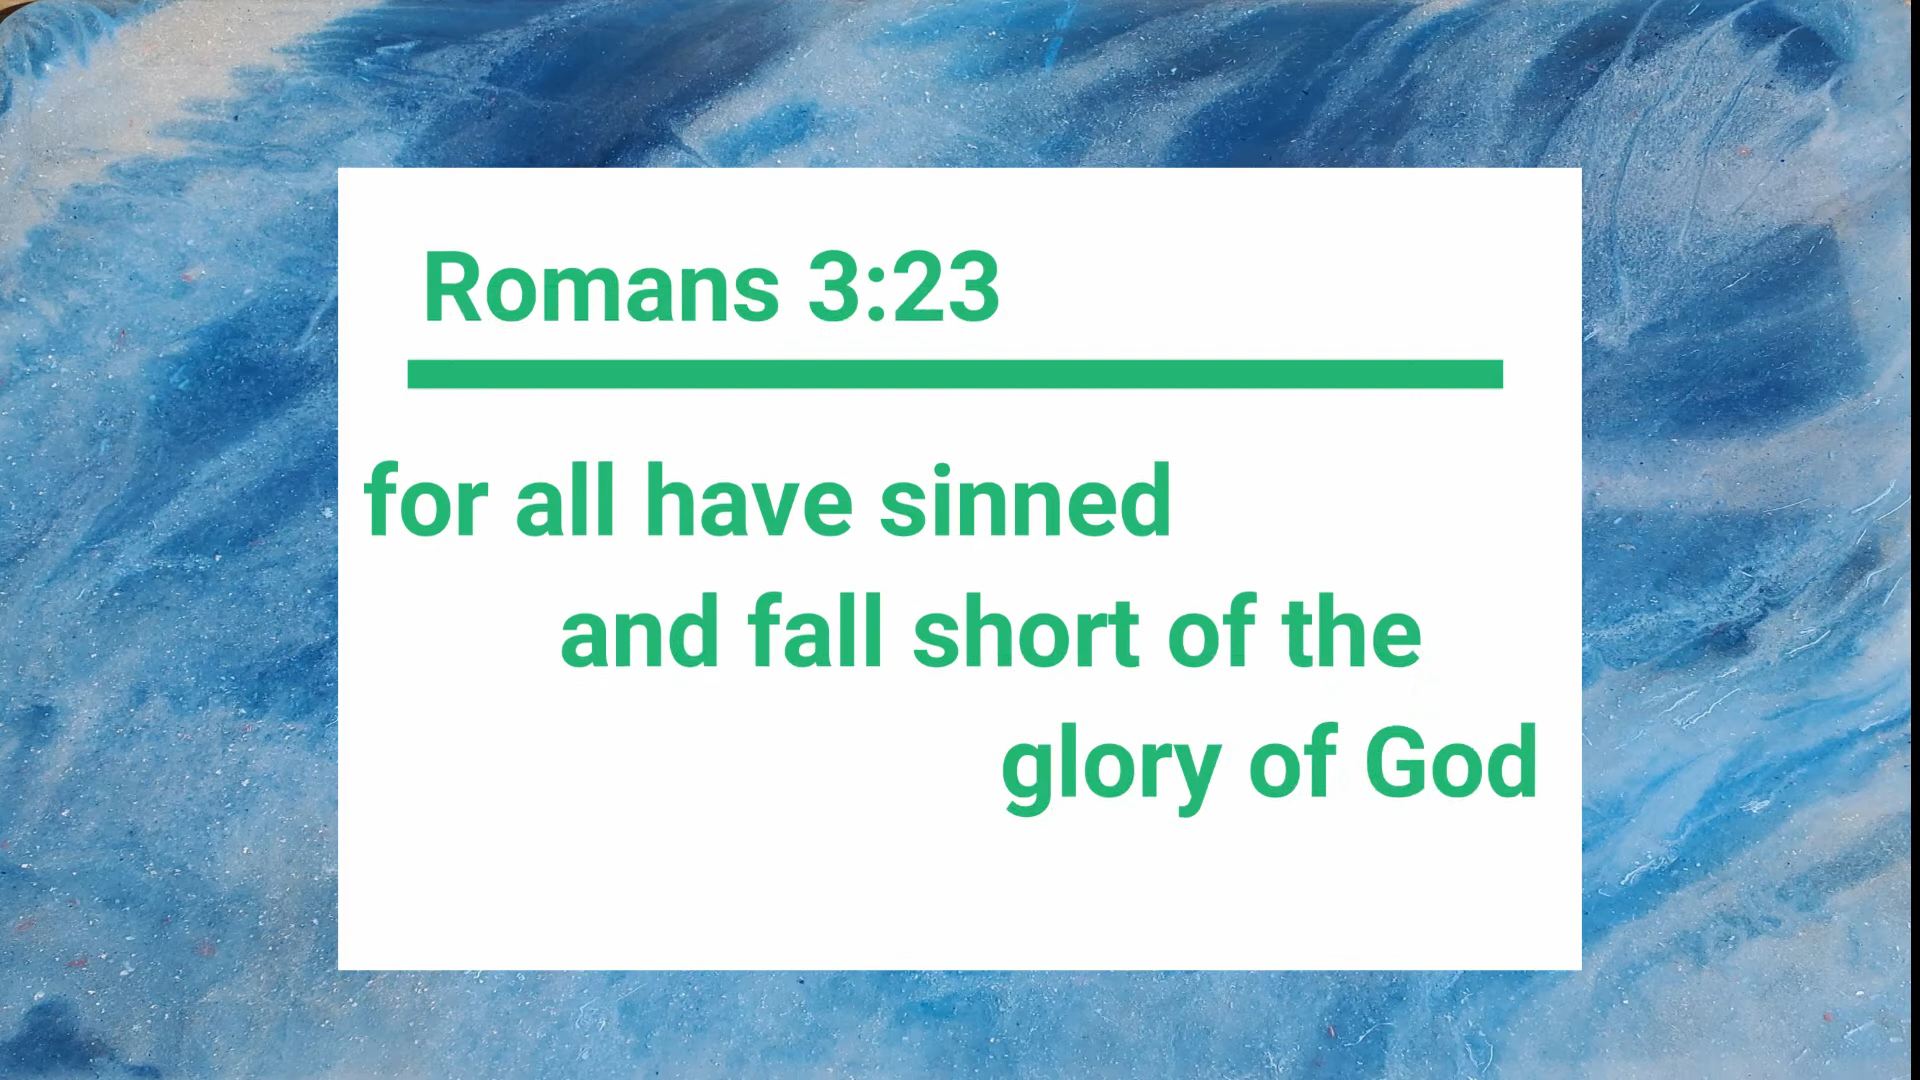 Romans 3:23
for all have sinned
and fall short of the
glory of God